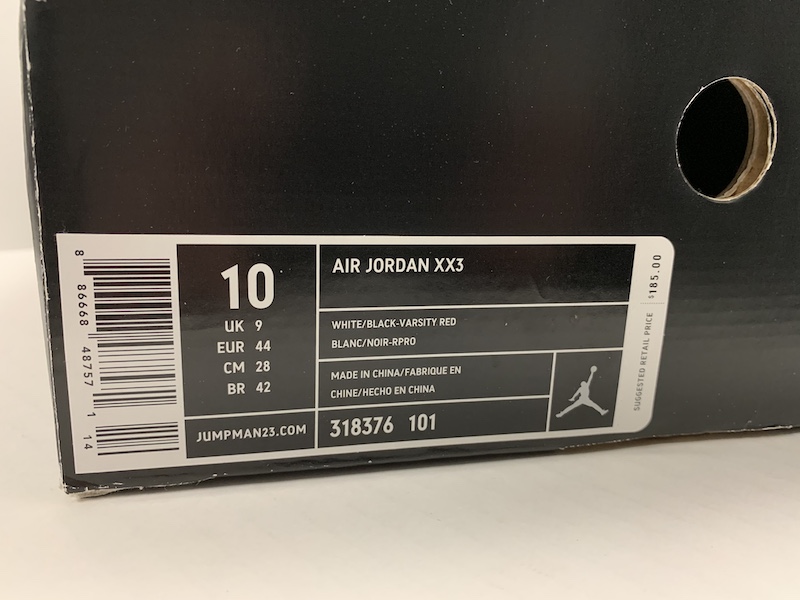 8 86668 48757 1 14
10
UK 9
EUR 44
CM 28
BR 42
JUMPMAN23.COM
AIR JORDAN XX3
WHITE/BLACK-VARSITY RED
BLANC/NOIR-RPRO
MADE IN CHINA/FABRIQUE EN
CHINE/HECHO EN CHINA
318376 101
SUGGESTED RETAIL PRICE $185.00